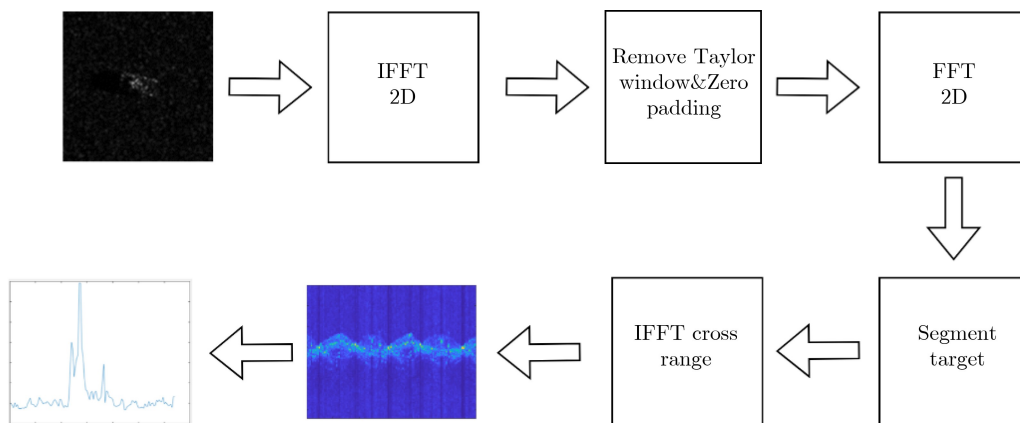 IFFT
2D
Remove Taylor
window&Zero
padding
FFT
2D
Segment
target
IFFT cross
range